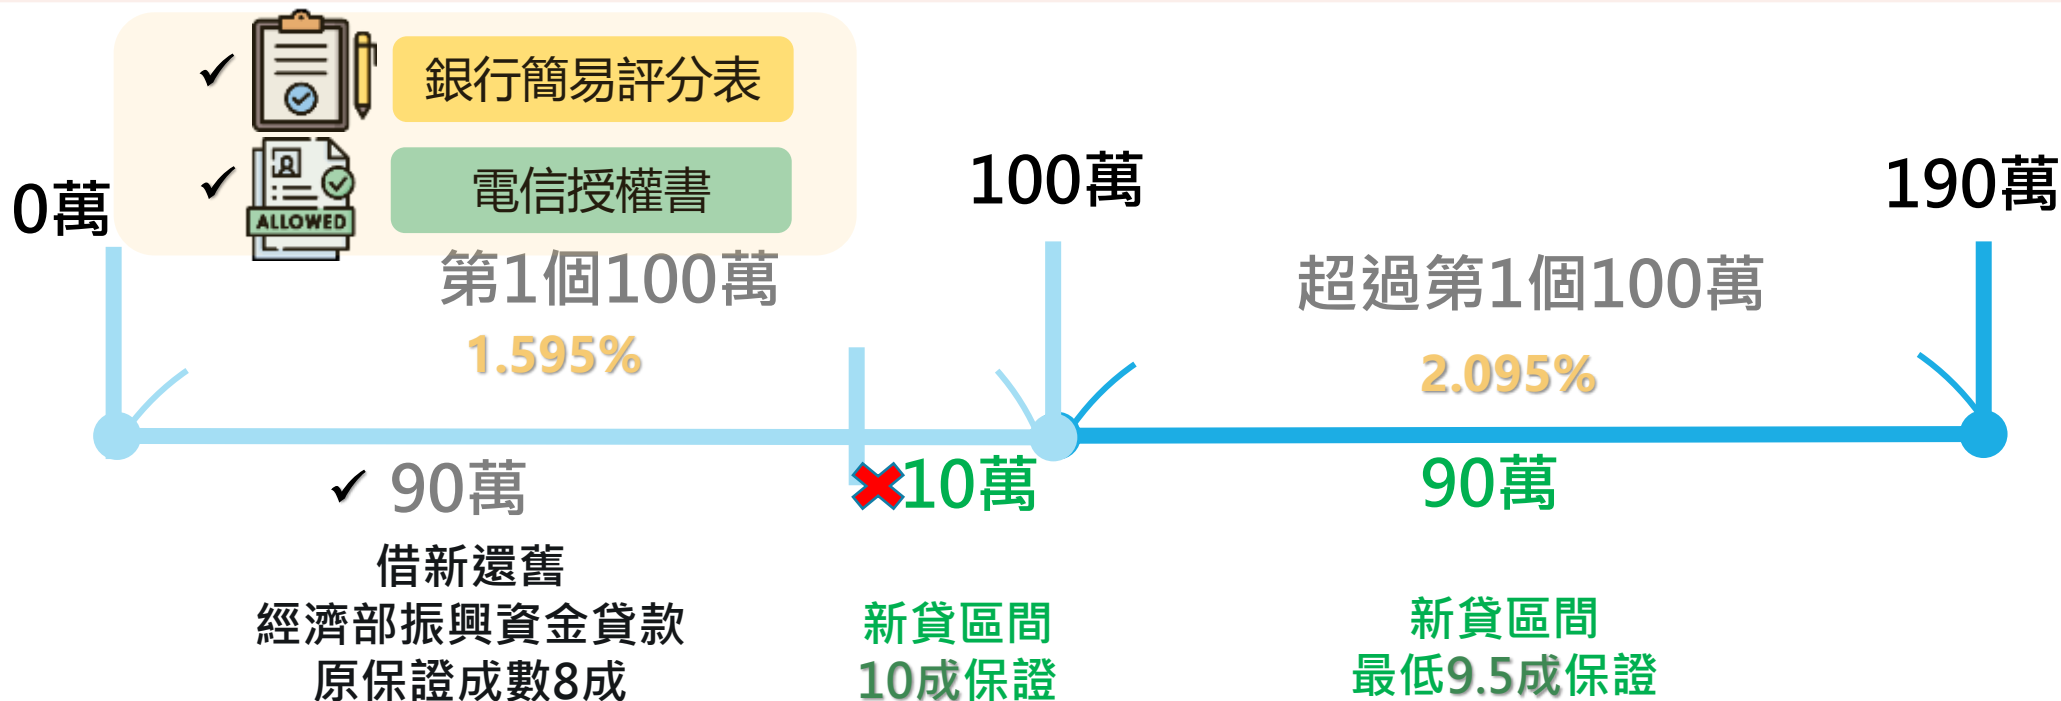 銀行簡易評分表
ALLOWED
電信授權書
0萬
100萬
190萬
第1個100萬
超過第1個100萬
1.595%
2.095%
90萬
10萬
90萬
借新還舊
經濟部振興資金貸款
原保證成數8成
新貸區間
10成保證
新貸區間
最低9.5成保證